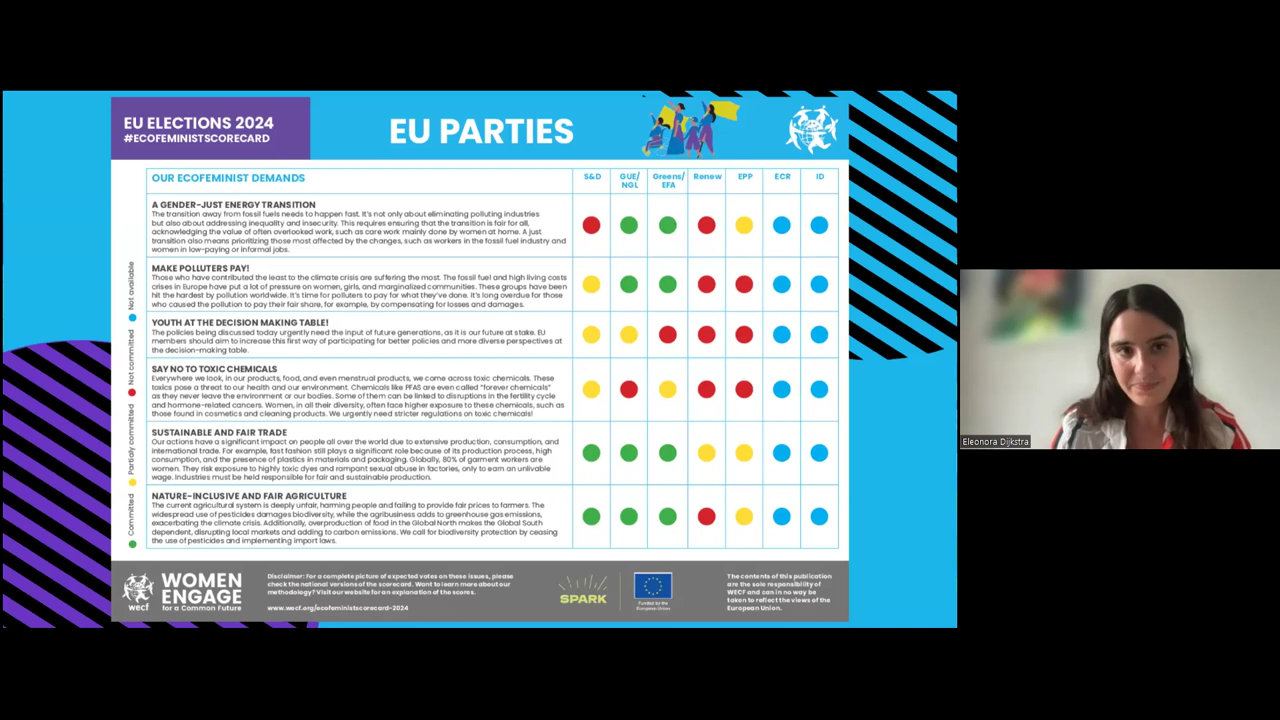 EU ELECTIONS 2024
#ECOFEMINISTSCORECARD
EU PARTIES
OUR ECOFEMINIST DEMANDS
S&D
GUE/
NGL
Greens/
EFA
Renew
EPP
ECR
ID
A GENDER-JUST ENERGY TRANSITION
The transition away from fossil fuels needs to happen fast. It's not only about eliminating polluting industries
but also about addressing inequality and insecurity. This requires ensuring that the transition is fair for all,
acknowledging the value of often overlooked work, such as care work mainly done by women at home. A just
transition also means prioritizing those most affected by the changes, such as workers in the fossil fuel industry and
women in low-paying or informal jobs.
MAKE POLLUTERS PAY!
Those who have contributed the least to the climate crisis are suffering the most. The fossil fuel and high living costs
crises in Europe have put a lot of pressure on women, girls, and marginalized communities. These groups have been
hit the hardest by pollution worldwide. It's time for polluters to pay for what they've done. It's long overdue for those
who caused the pollution to pay their fair share, for example, by compensating for losses and damages.
YOUTH AT THE DECISION MAKING TABLE!
The policies being discussed today urgently need the input of future generations, as it is our future at stake. EU
members should aim to increase this first way of participating for better policies and more diverse perspectives at
the decision-making table.
SAY NO TO TOXIC CHEMICALS
Everywhere we look, in our products, food, and even menstrual products, we come across toxic chemicals. These
toxics pose a threat to our health and our environment. Chemicals like PFAS are even called "forever chemicals"
as they never leave the environment or our bodies. Some of them can be linked to disruptions in the fertility cycle
and hormone-related cancers. Women, in all their diversity, often face higher exposure to these chemicals, such as
those found in cosmetics and cleaning products. We urgently need stricter regulations on toxic chemicals!
SUSTAINABLE AND FAIR TRADE
Our actions have a significant impact on people all over the world due to extensive production, consumption, and
international trade. For example, fast fashion still plays a significant role because of its production process, high
consumption, and the presence of plastics in materials and packaging. Globally, 80% of garment workers are
women. They risk exposure to highly toxic dyes and rampant sexual abuse in factories, only to earn an unlivable
wage. Industries must be held responsible for fair and sustainable production.
NATURE-INCLUSIVE AND FAIR AGRICULTURE
The current agricultural system is deeply unfair, harming people and failing to provide fair prices to farmers. The
widespread use of pesticides damages biodiversity, while the agribusiness adds to greenhouse gas emissions,
exacerbating the climate crisis. Additionally, overproduction of food in the Global North makes the Global South
dependent, disrupting local markets and adding to carbon emissions. We call for biodiversity protection by ceasing
the use of pesticides and implementing import laws.
Committed
Partially committed
Not committed
Not available
wecf
WOMEN
ENGAGE
for a Common Future
Disclaimer: For a complete picture of expected votes on these issues, please
check the national versions of the scorecard. Want to learn more about our
methodology? Visit our website for an explanation of the scores.
www.wecf.org/ecofeministscorecard-2024
SPARK
Funded by the
European Union
The contents of this publication
are the sole responsibility of
WECF and can in no way be
taken to reflect the views of the
European Union.
Eleonora Dijkstra